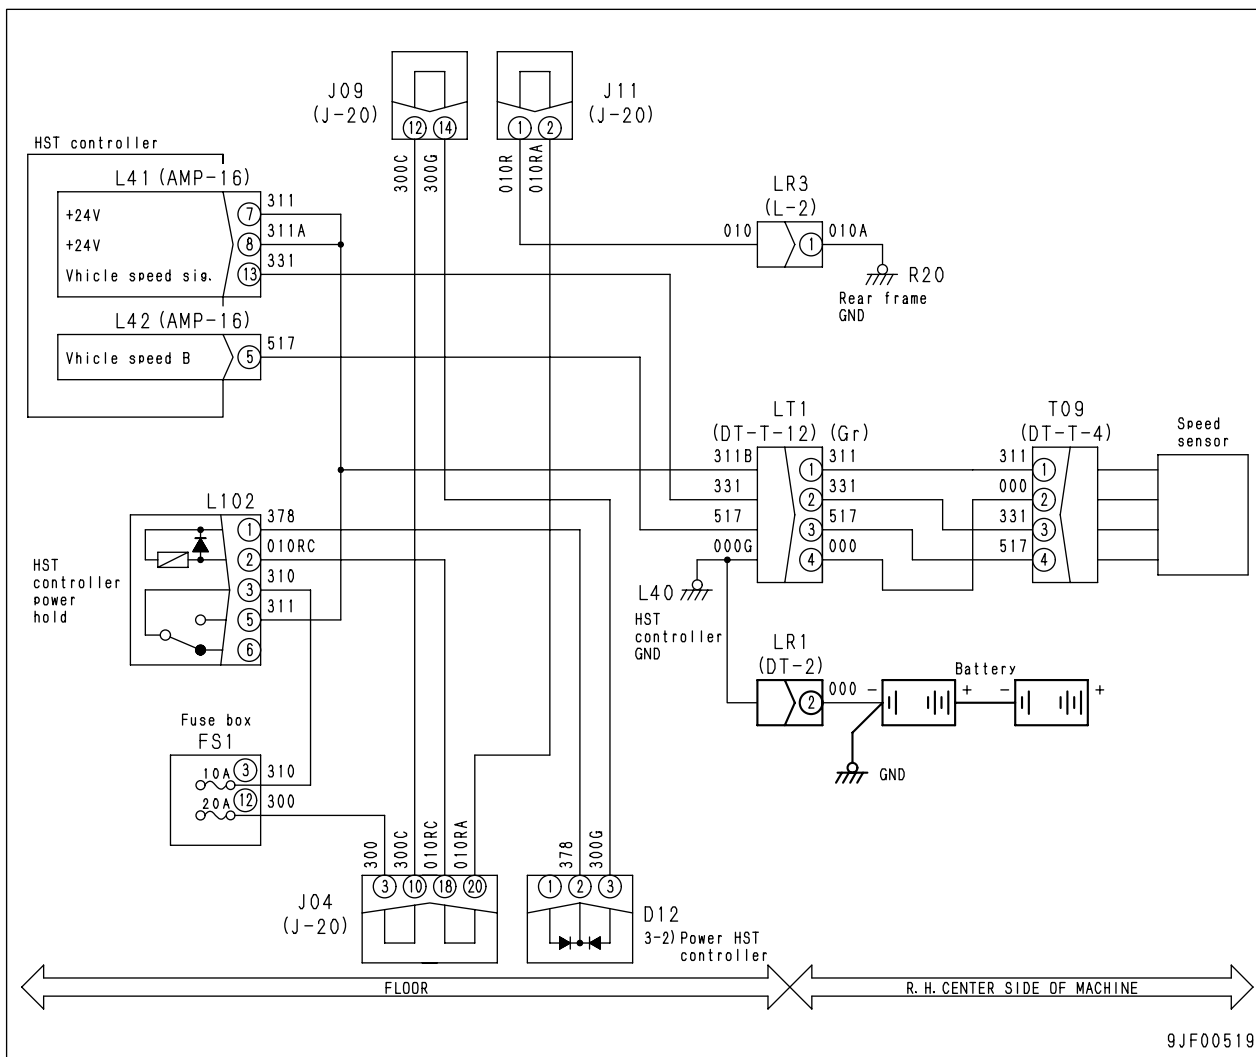 J09
(J-20)
12
14
300C
300G
J11
(J-20)
1
2
010R
010RA
HST controller
L41 (AMP-16)
+24V
7
311
+24V
8
311A
Vhicle speed sig.
13
331
L42 (AMP-16)
Vhicle speed B
5
517
LR3
(L-2)
010
1
010A
R20
Rear frame
GND
LT1
(DT-T-12) (Gr)
311B
1
311
331
2
331
517
3
517
000G
4
000
T09
(DT-T-4)
311
1
000
2
331
3
517
4
Speed
sensor
L102
1
378
2
010RC
3
310
5
311
6
HST
controller
power
hold
L40
HST
controller
GND
LR1
(DT-2)
2
000
Battery
- +
- +
GND
Fuse box
FS1
10A
3
310
20A
12
300
300
300C
010RC
010RA
3
10
18
20
J04
(J-20)
378
300G
1
2
3
D12
3-2) Power HST
controller
FLOOR
R.H. CENTER SIDE OF MACHINE
9JF00519